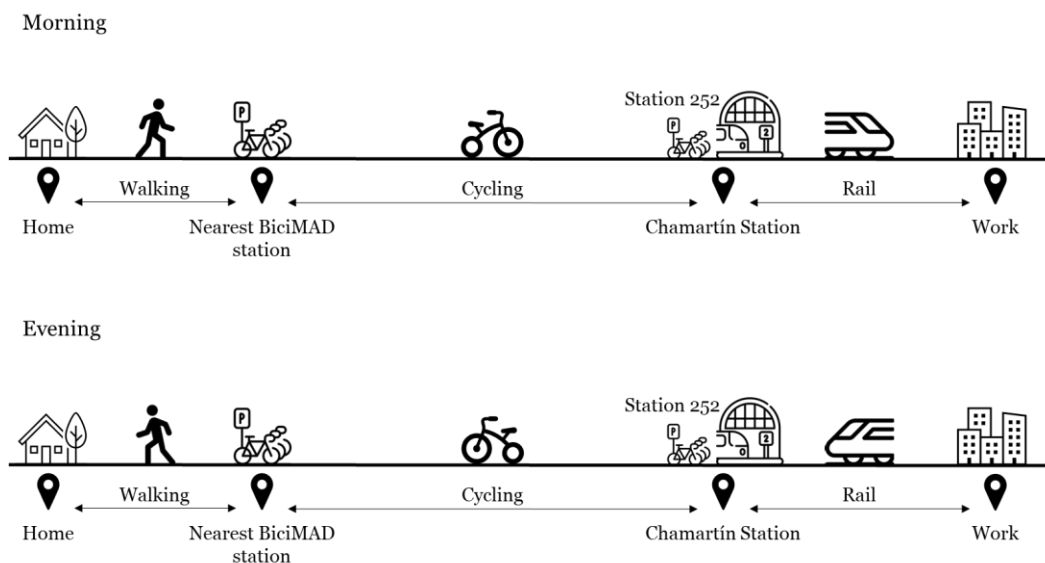 Morning
Station 252
P
P
2
Walking
Cycling
Rail
Home
Nearest BiciMAD
station
Chamartín Station
Work
Evening
Station 252
P
P
2
Walking
Cycling
Rail
Home
Nearest BiciMAD
station
Chamartín Station
Work